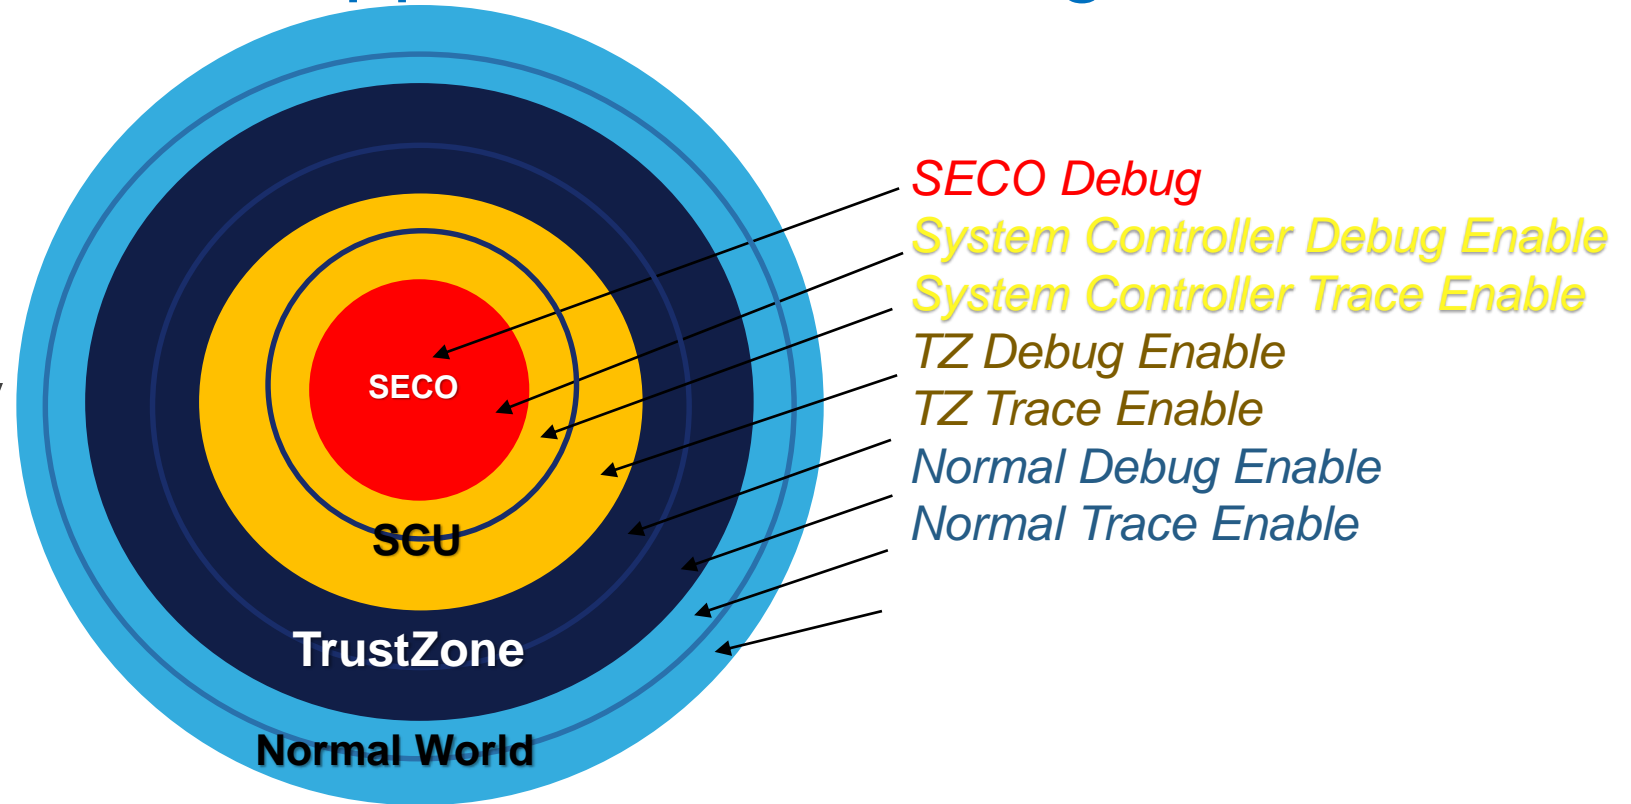 SECO Debug
System Controller Debug Enable
System Controller Trace Enable
TZ Debug Enable
TZ Trace Enable
Normal Debug Enable
Normal Trace Enable
SECO
SCU
TrustZone
Normal World